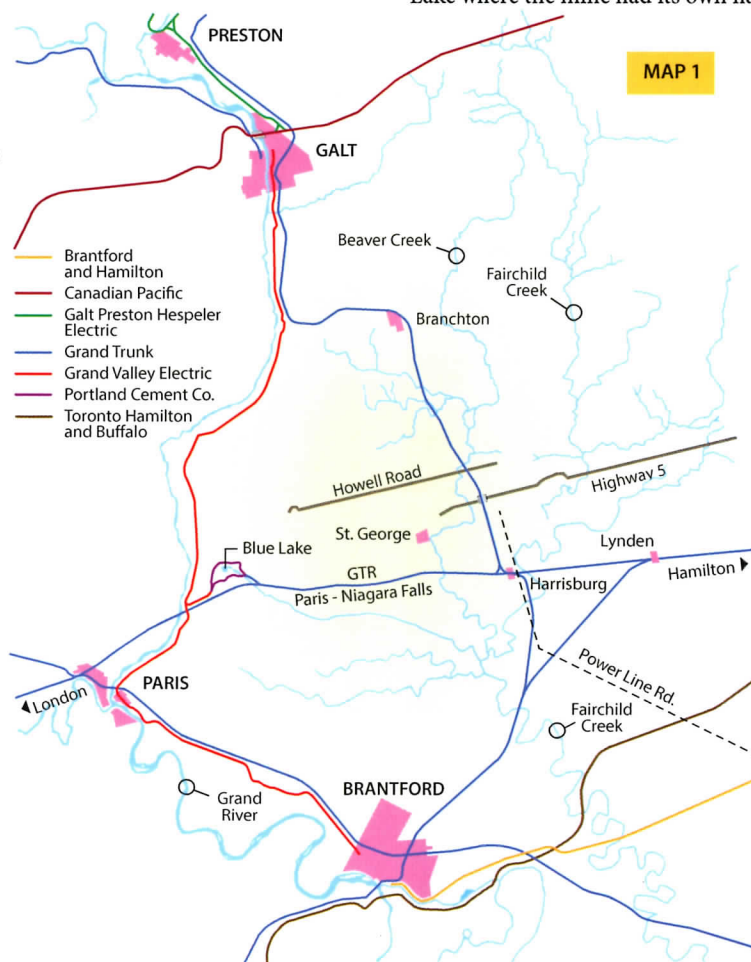 Lake where the mine had its own
PRESTON
MAP 1
GALT
Beaver Creek
Fairchild
Creek
Brantford
and Hamilton
Canadian Pacific
Galt Preston Hespeler
Electric
Grand Trunk
Grand Valley Electric
Portland Cement Co.
Toronto Hamilton
and Buffalo
Branchton
Howell Road
Highway 5
St. George
Lynden
Blue Lake
GTR
Paris - Niagara Falls
Harrisburg
Hamilton
Power Line Rd.
PARIS
London
Fairchild
Creek
Grand
River
BRANTFORD